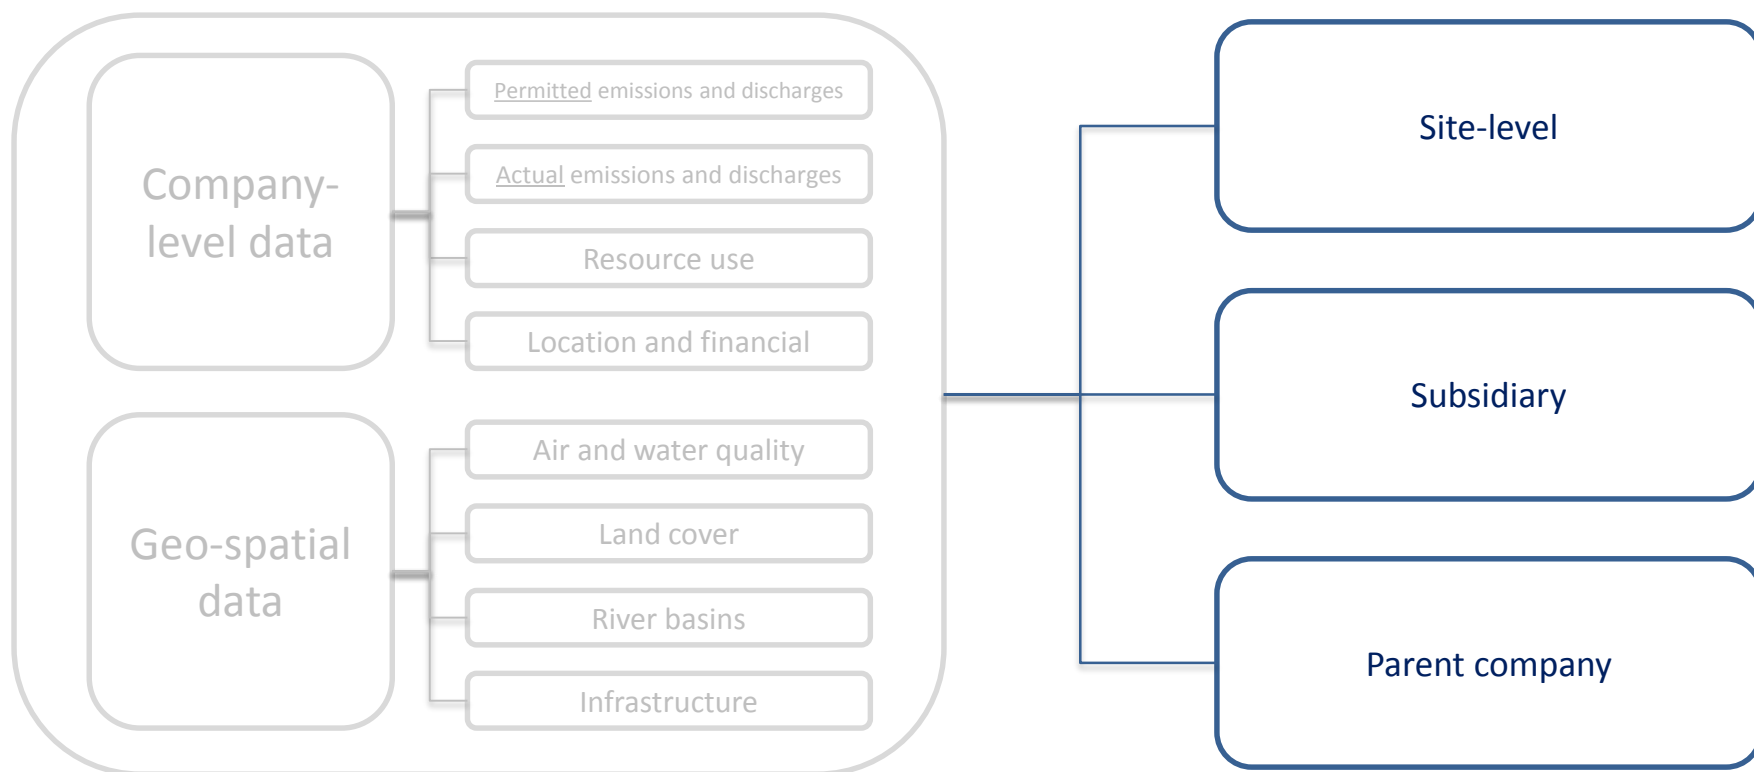 Company-
level data
Permitted emissions and discharges
Actual emissions and discharges
Resource use
Location and financial
Geo-spatial
data
Air and water quality
Land cover
River basins
Infrastructure
Site-level
Subsidiary
Parent company